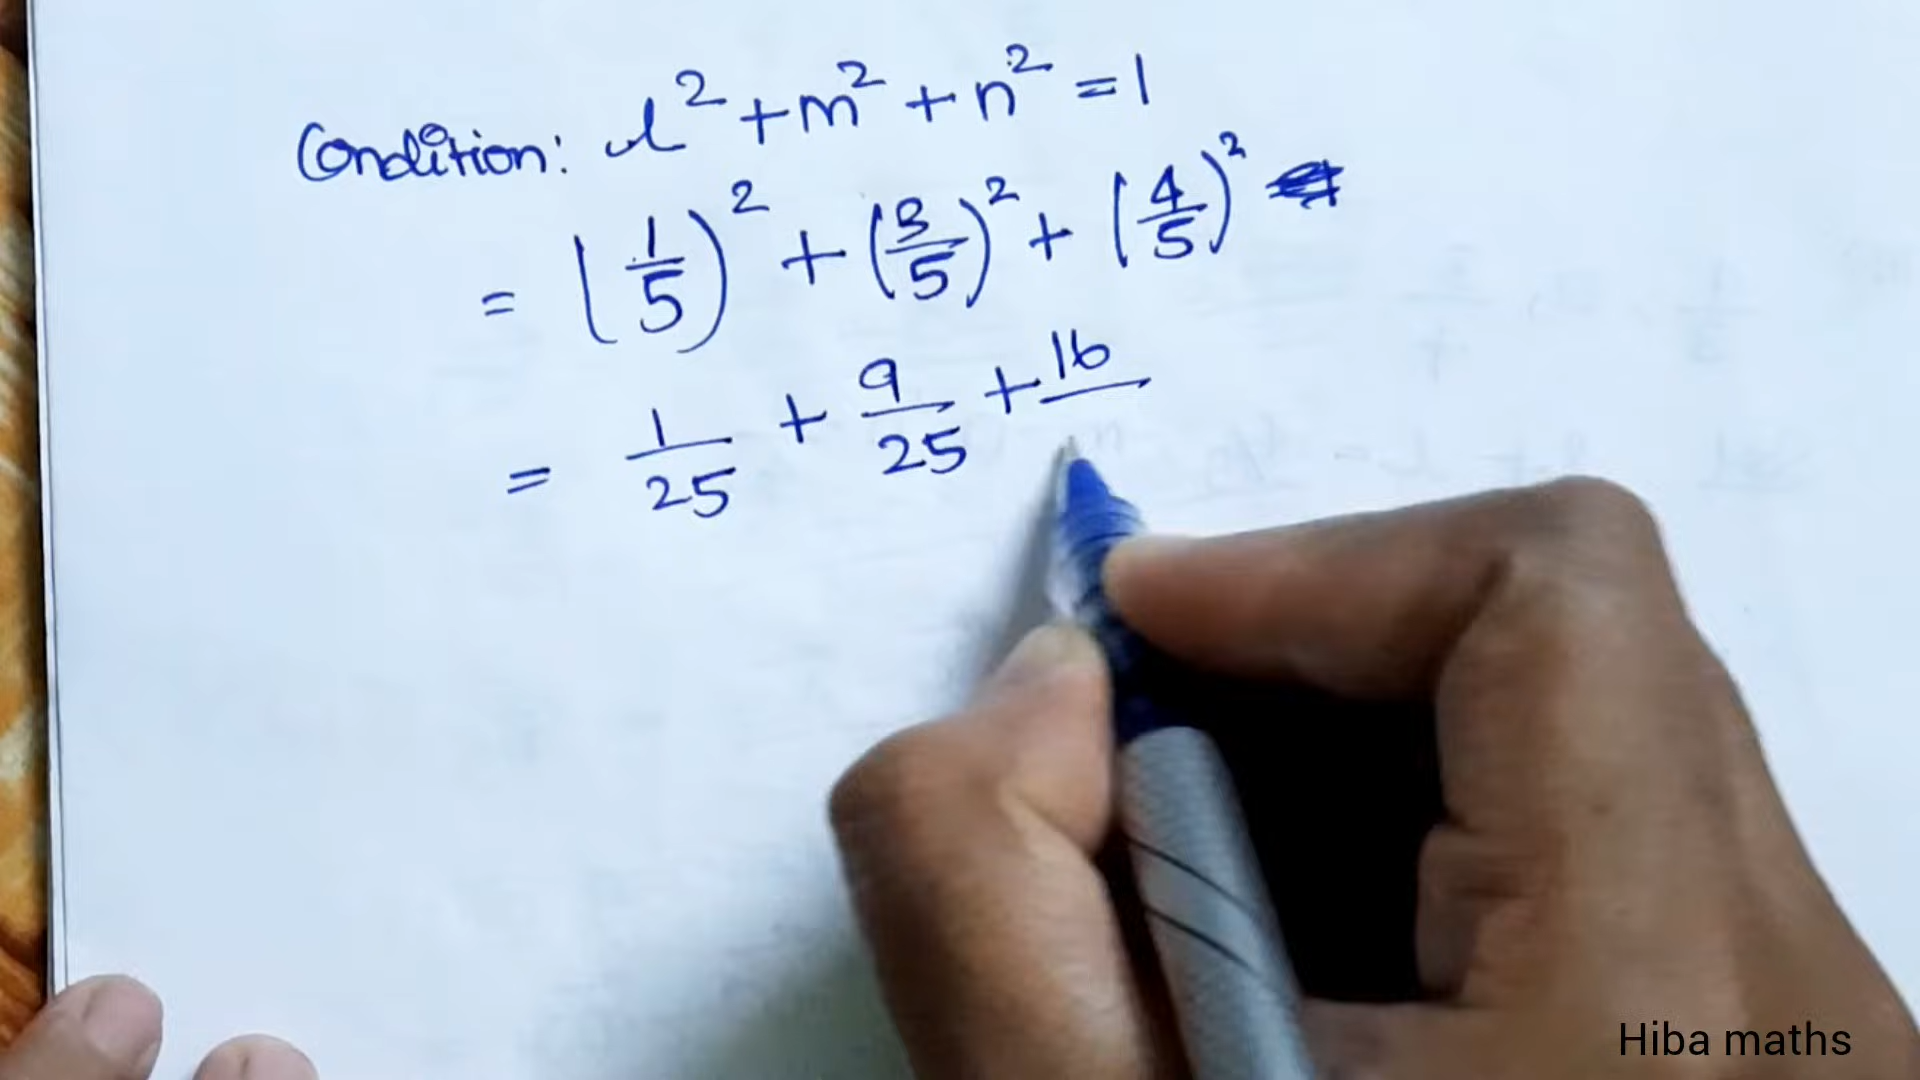 Condition: l² + m² + n² = 1
= (1/5)² + (3/5)² + (4/5)²
= 1/25 + 9/25 + 16/
Hiba maths